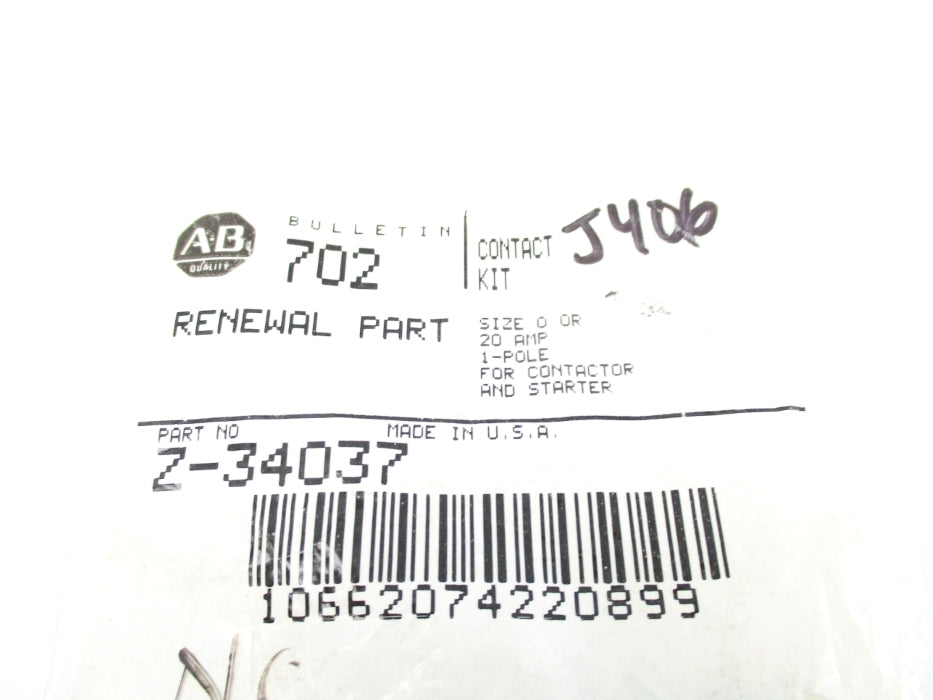 A-B
QUALITY
BULLETIN
702
CONTACT
KIT
J406
RENEWAL PART
SIZE 0 OR
20 AMP
1-POLE
FOR CONTACTOR
AND STARTER
PART NO
MADE IN U.S.A.
Z-34037
10662074220899